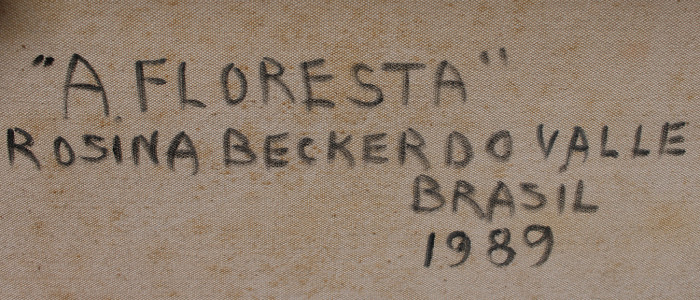 "A FLORESTA"
ROSINA BECKER DO VALLE
BRASIL
1989